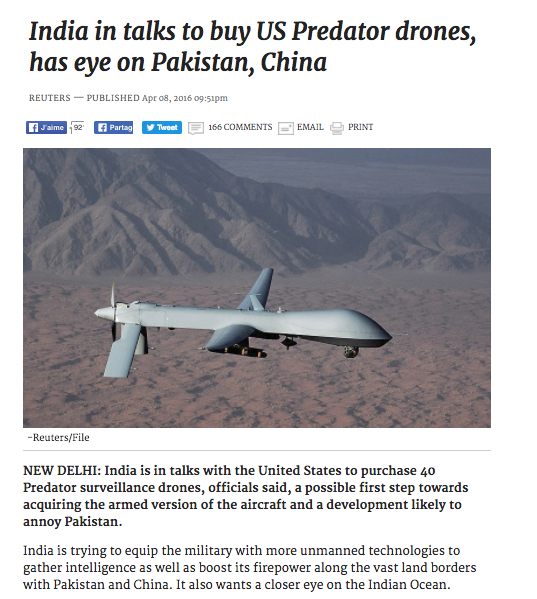 India in talks to buy US Predator drones,
has eye on Pakistan, China
REUTERS — PUBLISHED Apr 08, 2016 09:51pm
J'aime 92 Partag Tweet 166 COMMENTS EMAIL PRINT
-Reuters/File
NEW DELHI: India is in talks with the United States to purchase 40
Predator surveillance drones, officials said, a possible first step towards
acquiring the armed version of the aircraft and a development likely to
annoy Pakistan.
India is trying to equip the military with more unmanned technologies to
gather intelligence as well as boost its firepower along the vast land borders
with Pakistan and China. It also wants a closer eye on the Indian Ocean.